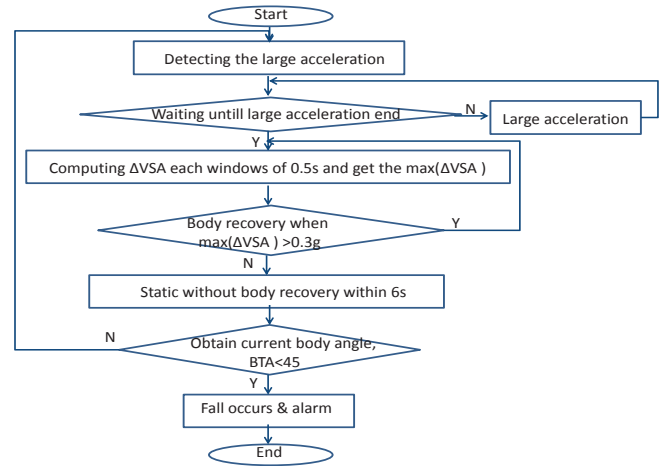 Start
Detecting the large acceleration
Waiting untill large acceleration end
N
Large acceleration
Y
Computing ΔVSA each windows of 0.5s and get the max(ΔVSA )
Body recovery when
max(ΔVSA ) >0.3g
Y
N
Static without body recovery within 6s
N
Obtain current body angle,
BTA<45
Y
Fall occurs & alarm
End